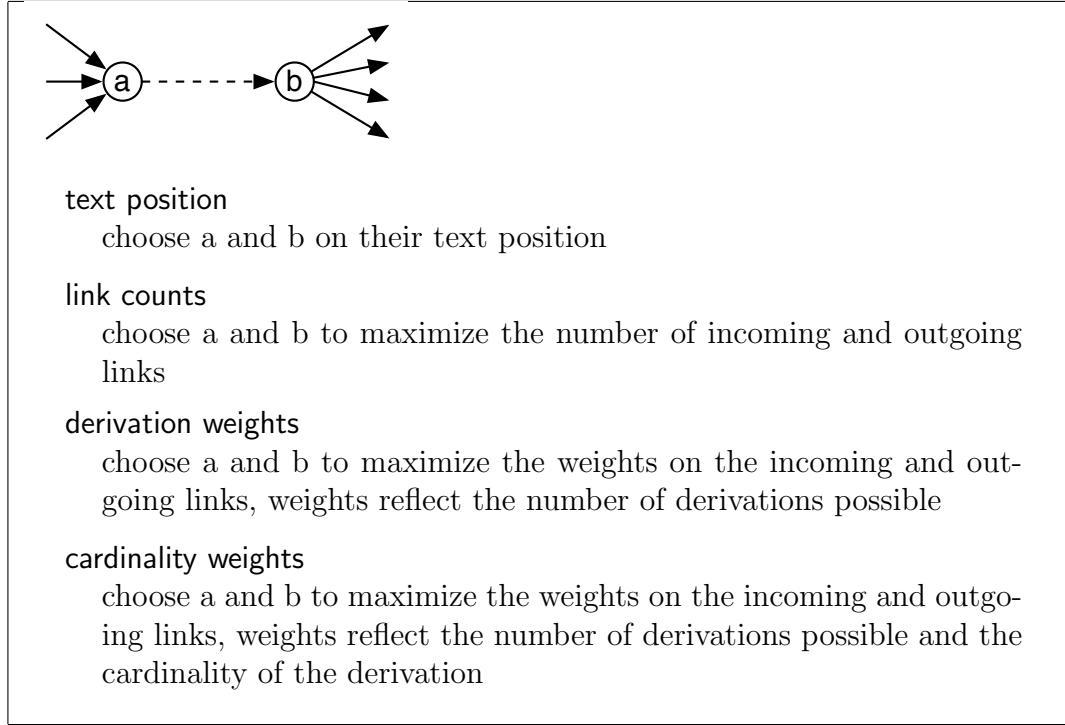 a b
text position
choose a and b on their text position
link counts
choose a and b to maximize the number of incoming and outgoing
links
derivation weights
choose a and b to maximize the weights on the incoming and out-
going links, weights reflect the number of derivations possible
cardinality weights
choose a and b to maximize the weights on the incoming and outgo-
ing links, weights reflect the number of derivations possible and the
cardinality of the derivation